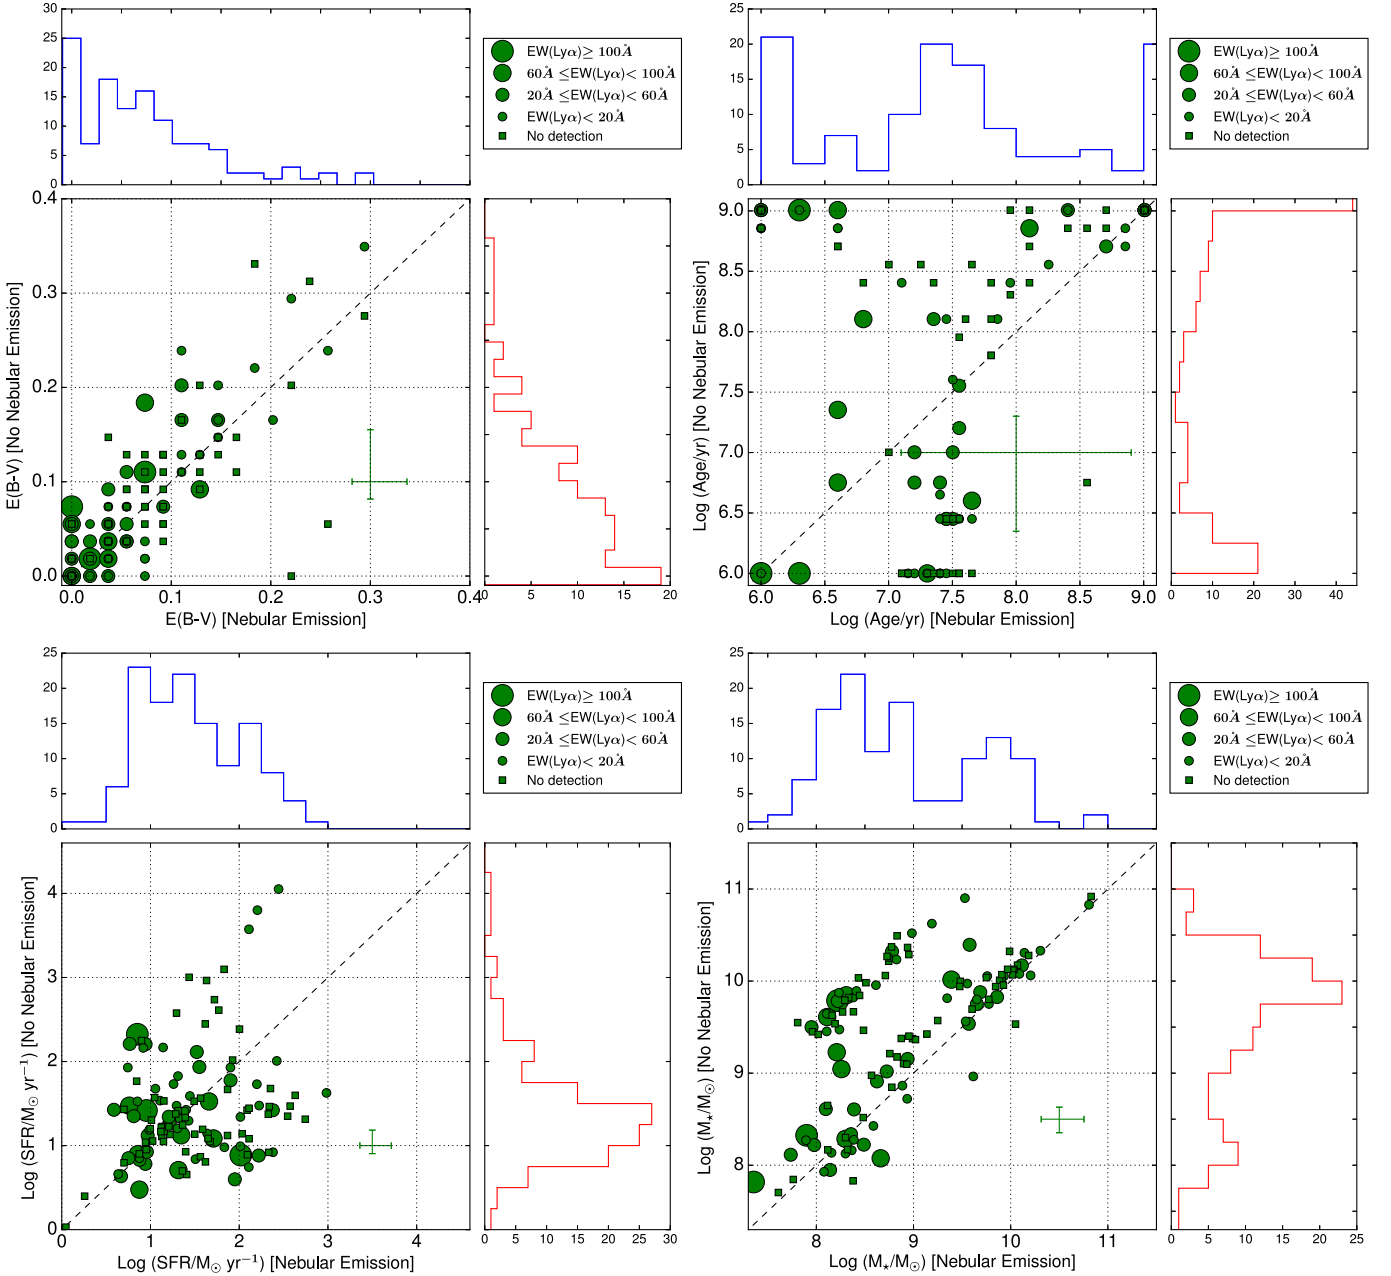 30
25
20
15
10
5
0
EW(Lyα)≥ 100Å
60Å ≤EW(Lyα)< 100Å
20Å ≤EW(Lyα)< 60Å
EW(Lyα)< 20Å
No detection
0.4
0.3
0.2
0.1
0.0
E(B-V) [No Nebular Emission]
0.0 0.1 0.2 0.3 0.4
E(B-V) [Nebular Emission]
0 5 10 15 20
25
20
15
10
5
0
EW(Lyα)≥ 100Å
60Å ≤EW(Lyα)< 100Å
20Å ≤EW(Lyα)< 60Å
EW(Lyα)< 20Å
No detection
9.0
8.5
8.0
7.5
7.0
6.5
6.0
Log (Age/yr) [No Nebular Emission]
6.0 6.5 7.0 7.5 8.0 8.5 9.0
Log (Age/yr) [Nebular Emission]
0 10 20 30 40
25
20
15
10
5
0
EW(Lyα)≥ 100Å
60Å ≤EW(Lyα)< 100Å
20Å ≤EW(Lyα)< 60Å
EW(Lyα)< 20Å
No detection
4
3
2
1
0
Log (SFR/M⊙ yr⁻¹) [No Nebular Emission]
0 1 2 3 4
Log (SFR/M⊙ yr⁻¹) [Nebular Emission]
0 5 10 15 20 25 30
25
20
15
10
5
0
EW(Lyα)≥ 100Å
60Å ≤EW(Lyα)< 100Å
20Å ≤EW(Lyα)< 60Å
EW(Lyα)< 20Å
No detection
11
10
9
8
Log (M⋆/M⊙) [No Nebular Emission]
8 9 10 11
Log (M⋆/M⊙) [Nebular Emission]
0 5 10 15 20 25